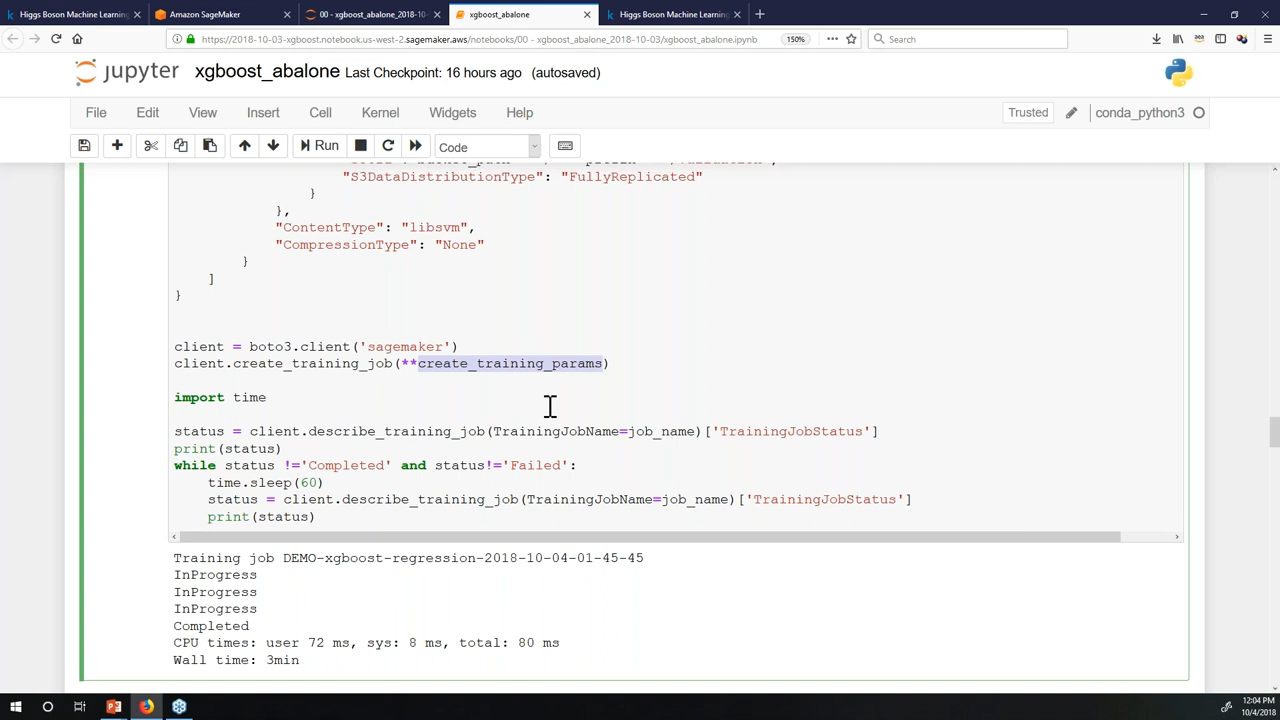 Higgs Boson Machine Learning
Amazon SageMaker
00 - xgboost_abalone_2018-10-
xgboost_abalone
Higgs Boson Machine Learning
https://2018-10-03-xgboost.notebook.us-west-2.sagemaker.aws/notebooks/00 - xgboost_abalone_2018-10-03/xgboost_abalone.ipynb
150%
Search
jupyter xgboost_abalone Last Checkpoint: 16 hours ago (autosaved)
File Edit View Insert Cell Kernel Widgets Help
Trusted
conda_python3
Run
Code
"S3DataDistributionType": "FullyReplicated"
}
},
"ContentType": "libsvm",
"CompressionType": "None"
}
]
}
client = boto3.client('sagemaker')
client.create_training_job(**create_training_params)
import time
status = client.describe_training_job(TrainingJobName=job_name)['TrainingJobStatus']
print(status)
while status !='Completed' and status!='Failed':
time.sleep(60)
status = client.describe_training_job(TrainingJobName=job_name)['TrainingJobStatus']
print(status)
Training job DEMO-xgboost-regression-2018-10-04-01-45-45
InProgress
InProgress
InProgress
Completed
CPU times: user 72 ms, sys: 8 ms, total: 80 ms
Wall time: 3min
12:04 PM
10/4/2018